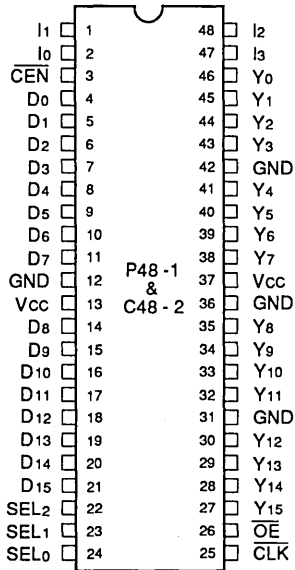 I1 1 48 I2
I0 2 47 I3
CEN 3 46 Y0
D0 4 45 Y1
D1 5 44 Y2
D2 6 43 Y3
D3 7 42 GND
D4 8 41 Y4
D5 9 40 Y5
D6 10 39 Y6
D7 11 38 Y7
GND 12 P48-1 37 VCC
& 
VCC 13 C48-2 36 GND
D8 14 35 Y8
D9 15 34 Y9
D10 16 33 Y10
D11 17 32 Y11
D12 18 31 GND
D13 19 30 Y12
D14 20 29 Y13
D15 21 28 Y14
SEL2 22 27 Y15
SEL1 23 26 OE
SEL0 24 25 CLK